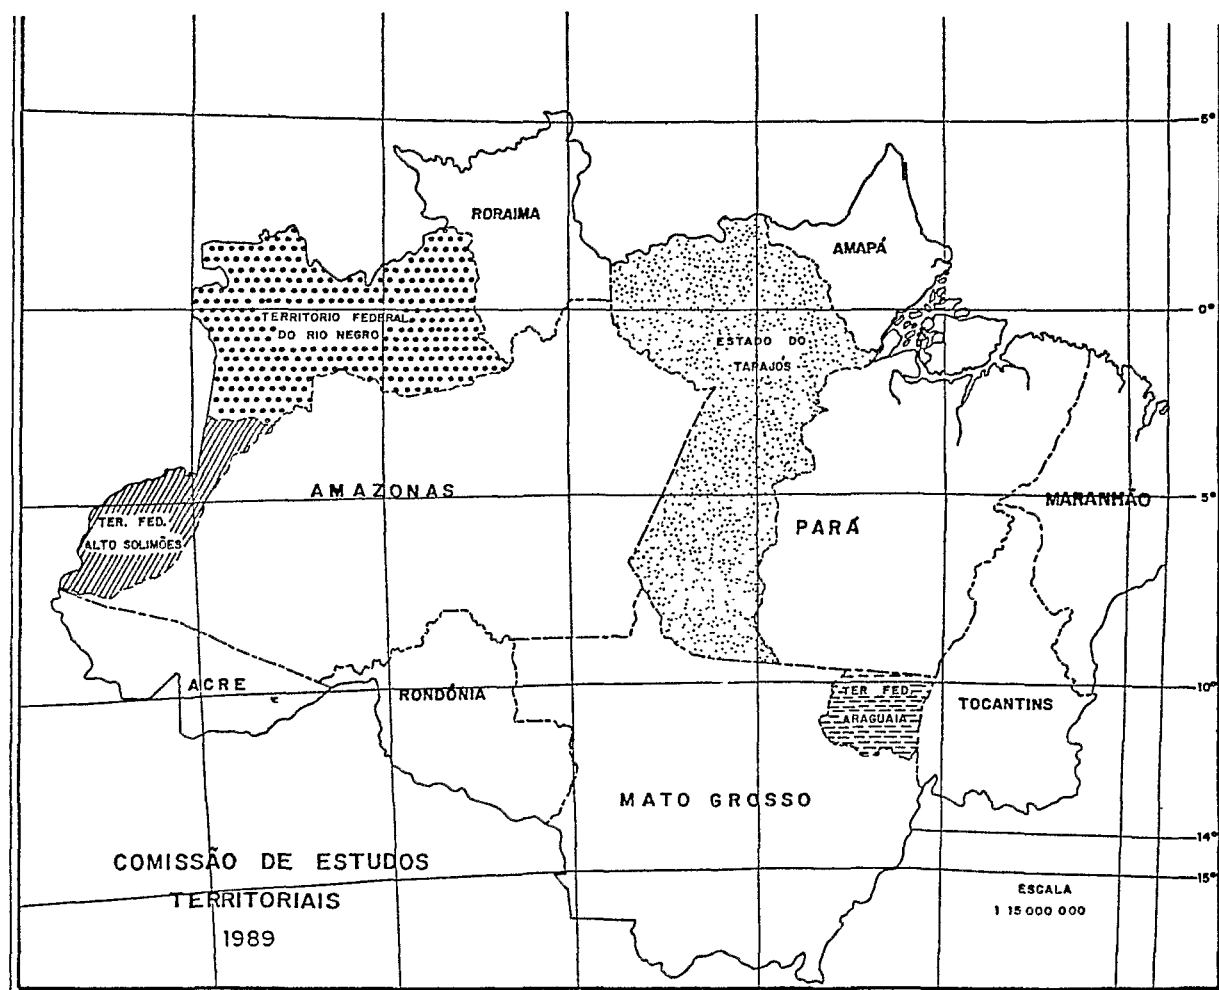 5°
RORAIMA
AMAPÁ
TERRITORIO FEDERAL
DO RIO NEGRO
0°
ESTADO DO
TAPAJÓS
AMAZONAS
5°
MARANHÃO
TER. FED.
ALTO SOLIMÕES
PARÁ
ACRE
RONDÔNIA
TER FED.
ARAGUAIA
TOCANTINS
10°
MATO GROSSO
14°
COMISSÃO DE ESTUDOS
TERRITORIAIS
1989
15°
ESCALA
1 15 000 000